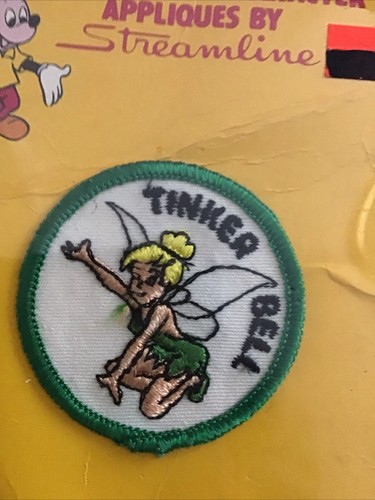 APPLIQUES BY
Streamline
TINKER
BELL